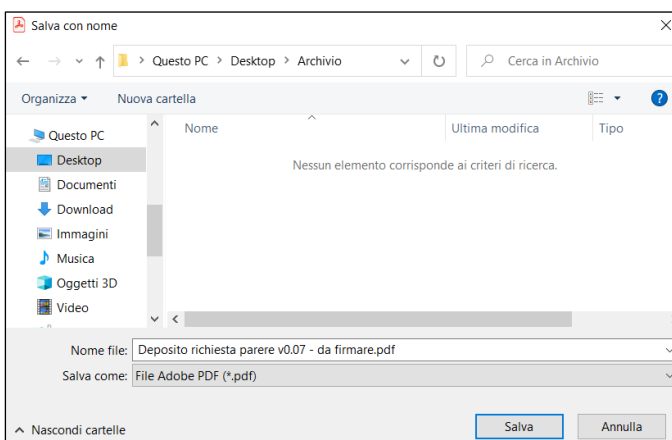 Salva con nome
Questo PC > Desktop > Archivio
Cerca in Archivio
Organizza
Nuova cartella
Nome
Ultima modifica
Tipo
Questo PC
Desktop
Documenti
Download
Immagini
Musica
Oggetti 3D
Video
Nessun elemento corrisponde ai criteri di ricerca.
Nome file: Deposito richiesta parere v0.07 - da firmare.pdf
Salva come: File Adobe PDF (*.pdf)
Nascondi cartelle
Salva
Annulla